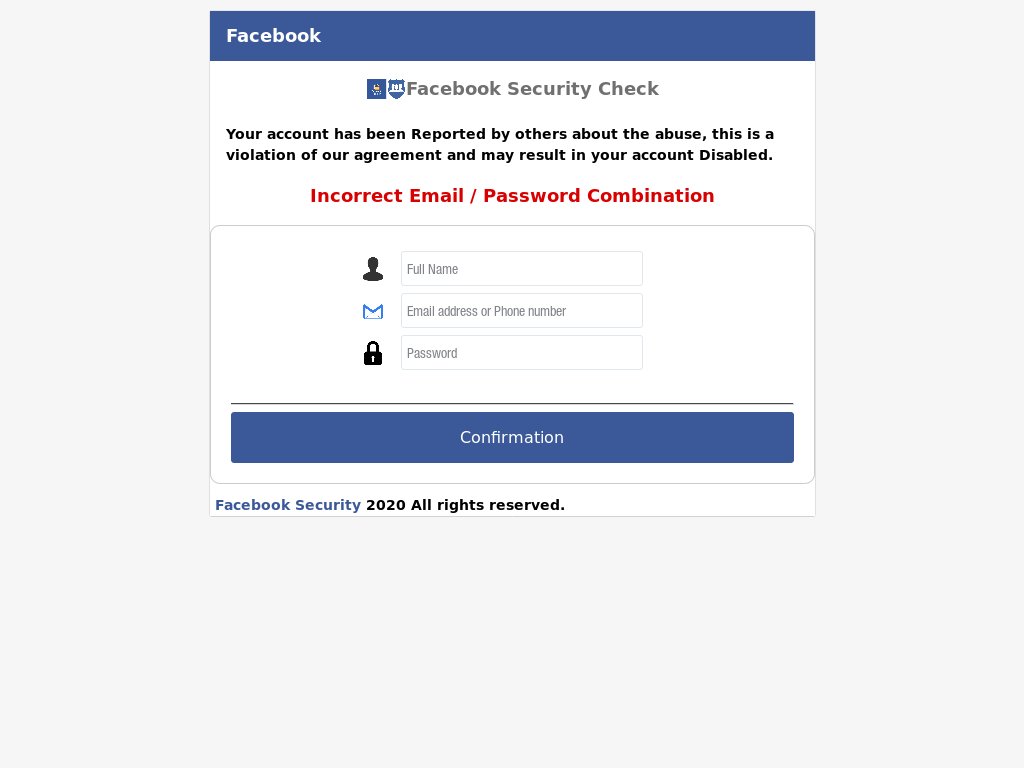 Facebook
Facebook Security Check
Your account has been Reported by others about the abuse, this is a
violation of our agreement and may result in your account Disabled.
Incorrect Email / Password Combination
Full Name
Email address or Phone number
Password
Confirmation
Facebook Security 2020 All rights reserved.